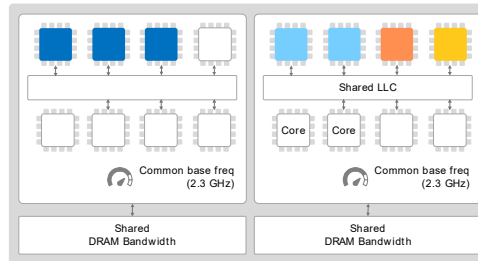 Shared LLC
Core
Core
Common base freq
(2.3 GHz)
Common base freq
(2.3 GHz)
Shared
DRAM Bandwidth
Shared
DRAM Bandwidth